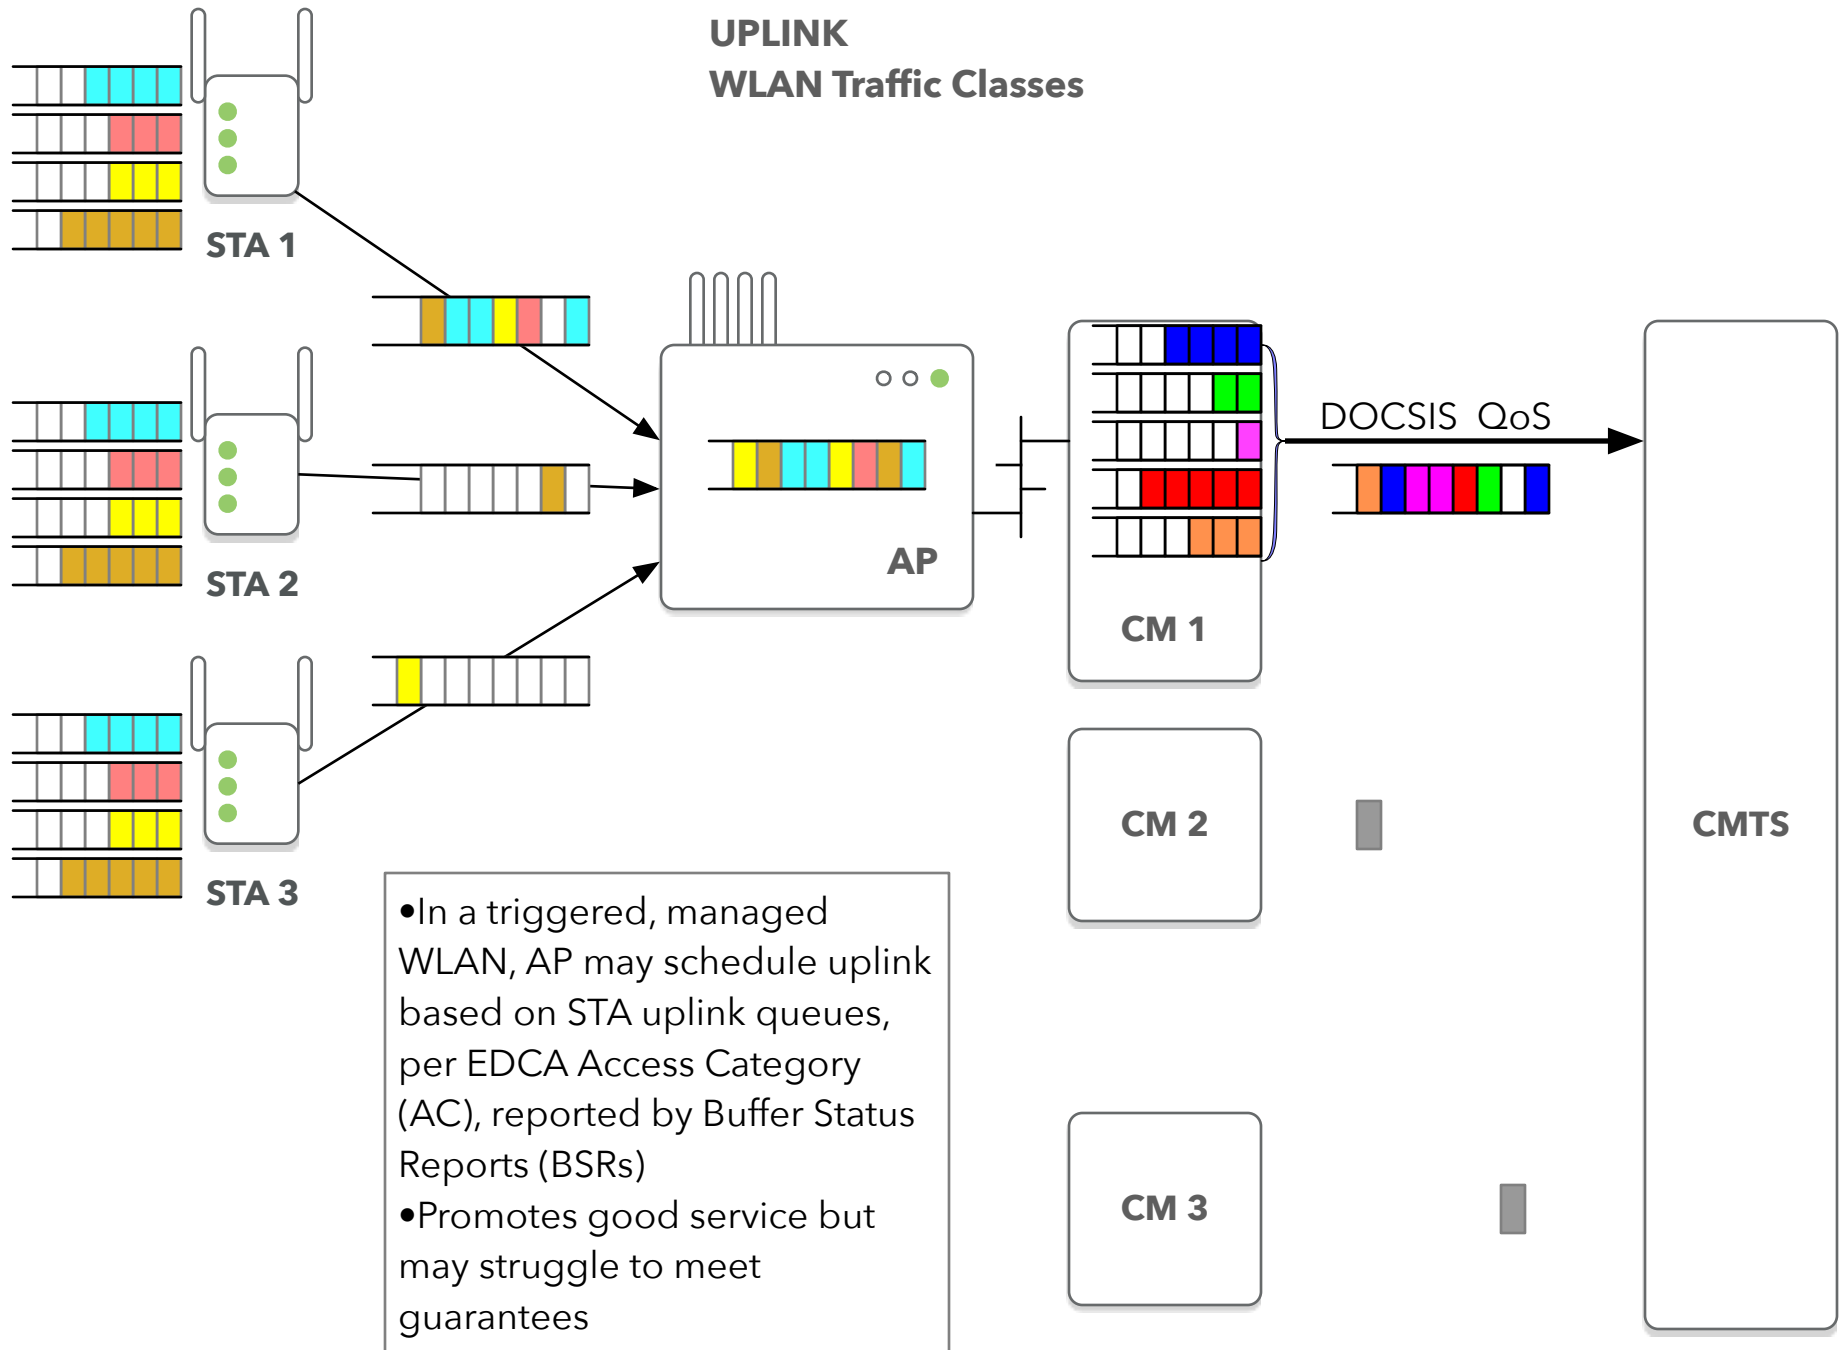 UPLINK
WLAN Traffic Classes
STA 1
DOCSIS QoS
AP
STA 2
CM 1
CM 2
CMTS
STA 3
•In a triggered, managed
WLAN, AP may schedule uplink
based on STA uplink queues,
per EDCA Access Category
(AC), reported by Buffer Status
Reports (BSRs)
•Promotes good service but
may struggle to meet
guarantees
CM 3